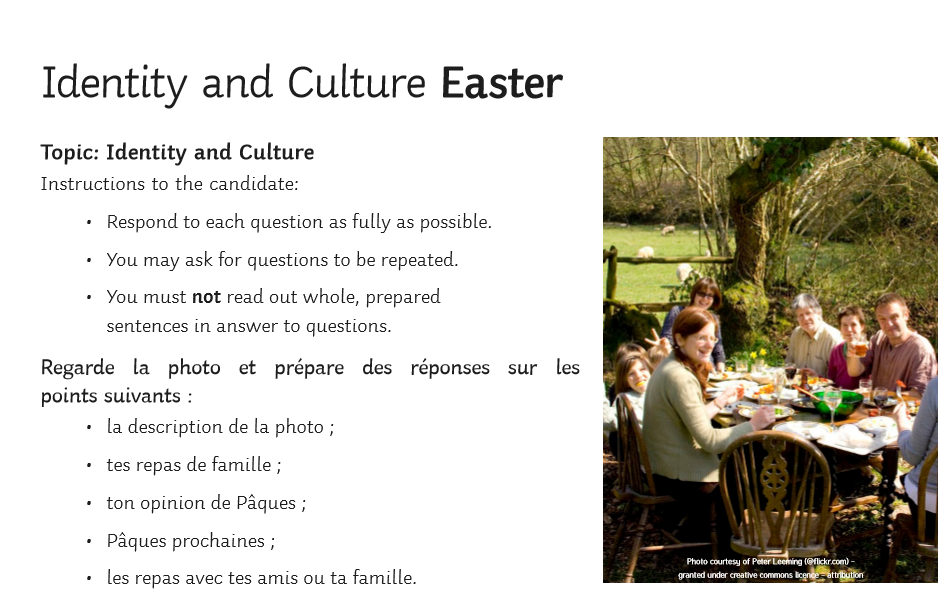 Identity and Culture Easter
Topic: Identity and Culture
Instructions to the candidate:
• Respond to each question as fully as possible.
• You may ask for questions to be repeated.
• You must not read out whole, prepared
sentences in answer to questions.
Regarde la photo et prépare des réponses sur les
points suivants :
• la description de la photo ;
• tes repas de famille ;
• ton opinion de Pâques ;
• Pâques prochaines ;
• les repas avec tes amis ou ta famille.
Photo courtesy of Peter Leeming (@flickr.com) –
granted under creative commons licence – attribution